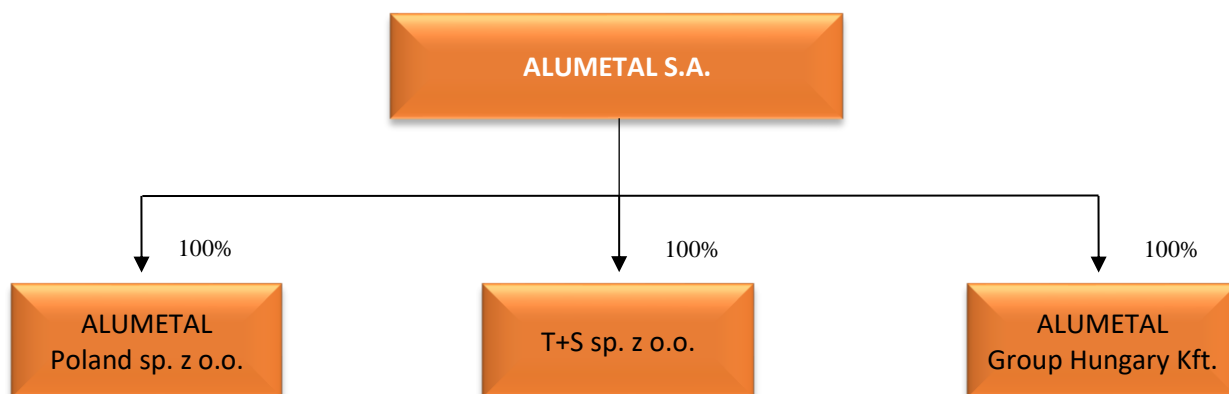 ALUMETAL S.A.
100%
100%
100%
ALUMETAL
Poland sp. z o.o.
T+S sp. z o.o.
ALUMETAL
Group Hungary Kft.